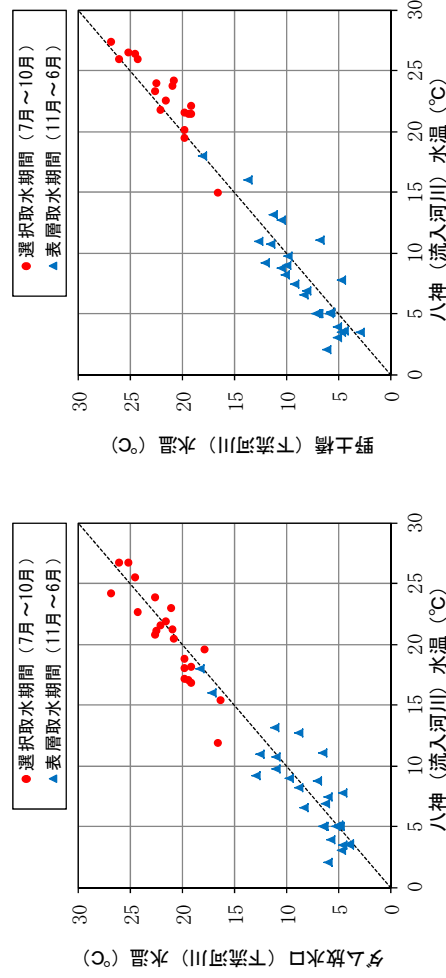 ● 選択取水期間（7月～10月）
▲ 表層取水期間（11月～6月）
30
25
20
15
10
5
0
0 5 10 15 20 25 30
野土橋（下流河川）水温（℃）
八神（流入河川）水温（℃）
● 選択取水期間（7月～10月）
▲ 表層取水期間（11月～6月）
30
25
20
15
10
5
0
0 5 10 15 20 25 30
ダム放水口（下流河川）水温（℃）
八神（流入河川）水温（℃）